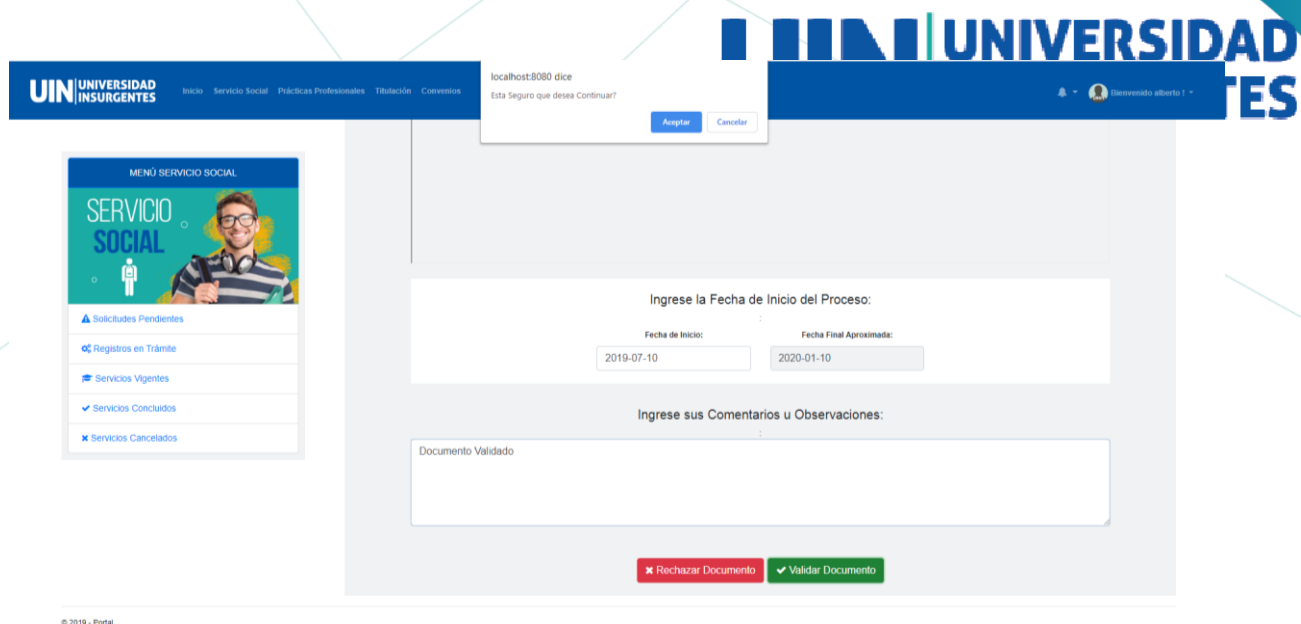 UNIVERSIDAD
TES
UIN UNIVERSIDAD
INSURGENTES
Inicio Servicio Social Prácticas Profesionales Titulación Convenios
localhost:8080 dice
Esta Seguro que desea Continuar?
Aceptar Cancelar
Bienvenido alberto !
MENÚ SERVICIO SOCIAL
SERVICIO
SOCIAL
Solicitudes Pendientes
Registros en Trámite
Servicios Vigentes
Servicios Concluidos
Servicios Cancelados
Ingrese la Fecha de Inicio del Proceso:
:
Fecha de Inicio: Fecha Final Aproximada:
2019-07-10 2020-01-10
Ingrese sus Comentarios u Observaciones:
:
Documento Validado
Rechazar Documento Validar Documento
© 2019 - Portal